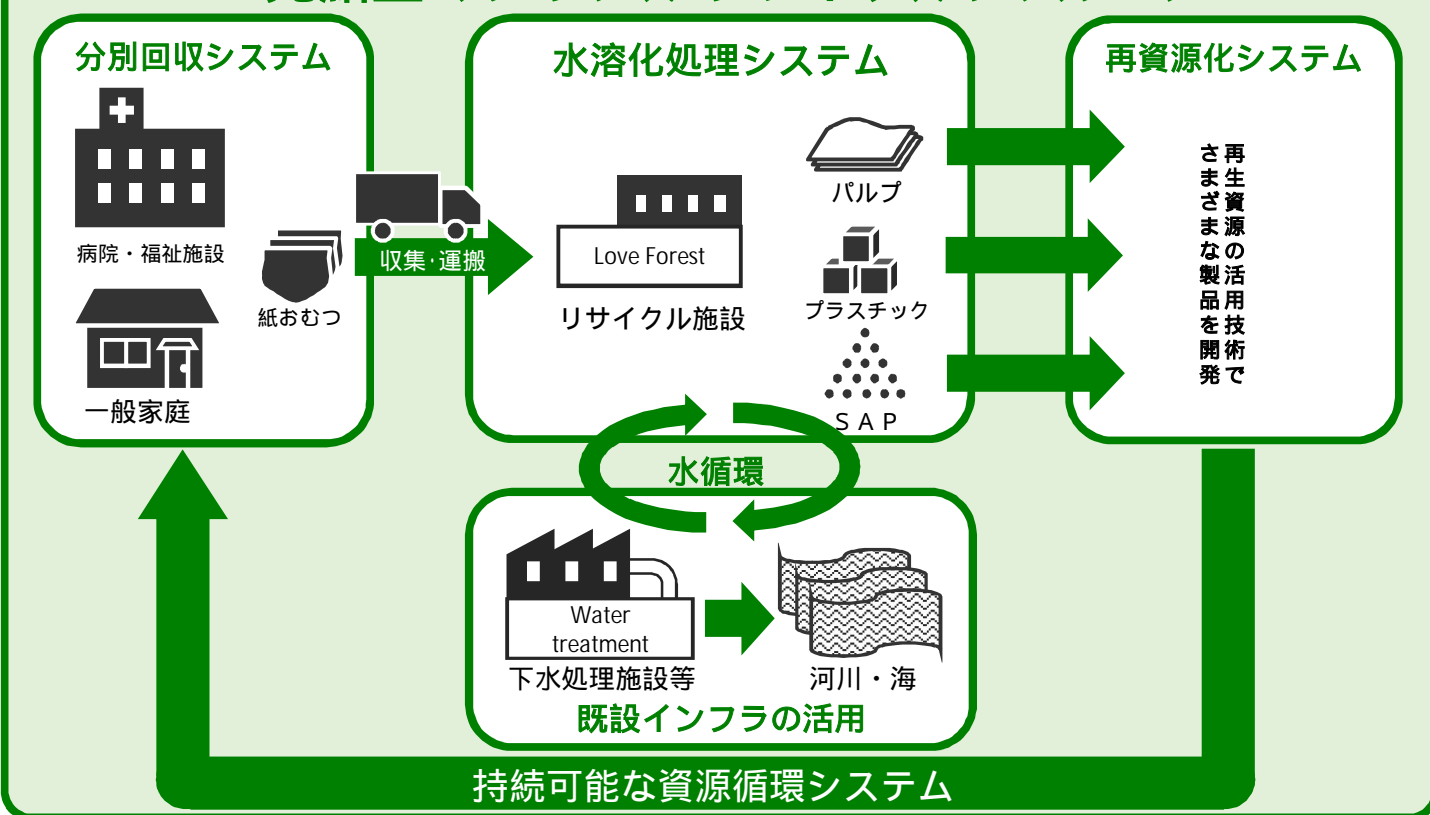 分別回収システム
病院・福祉施設
紙おむつ
一般家庭
収集･運搬
水溶化処理システム
Love Forest
リサイクル施設
パルプ
プラスチック
SAP
再資源化システム
再生資源の活用技術で
さまざまな製品を開発
水循環
Water
treatment
下水処理施設等
河川・海
既設インフラの活用
持続可能な資源循環システム